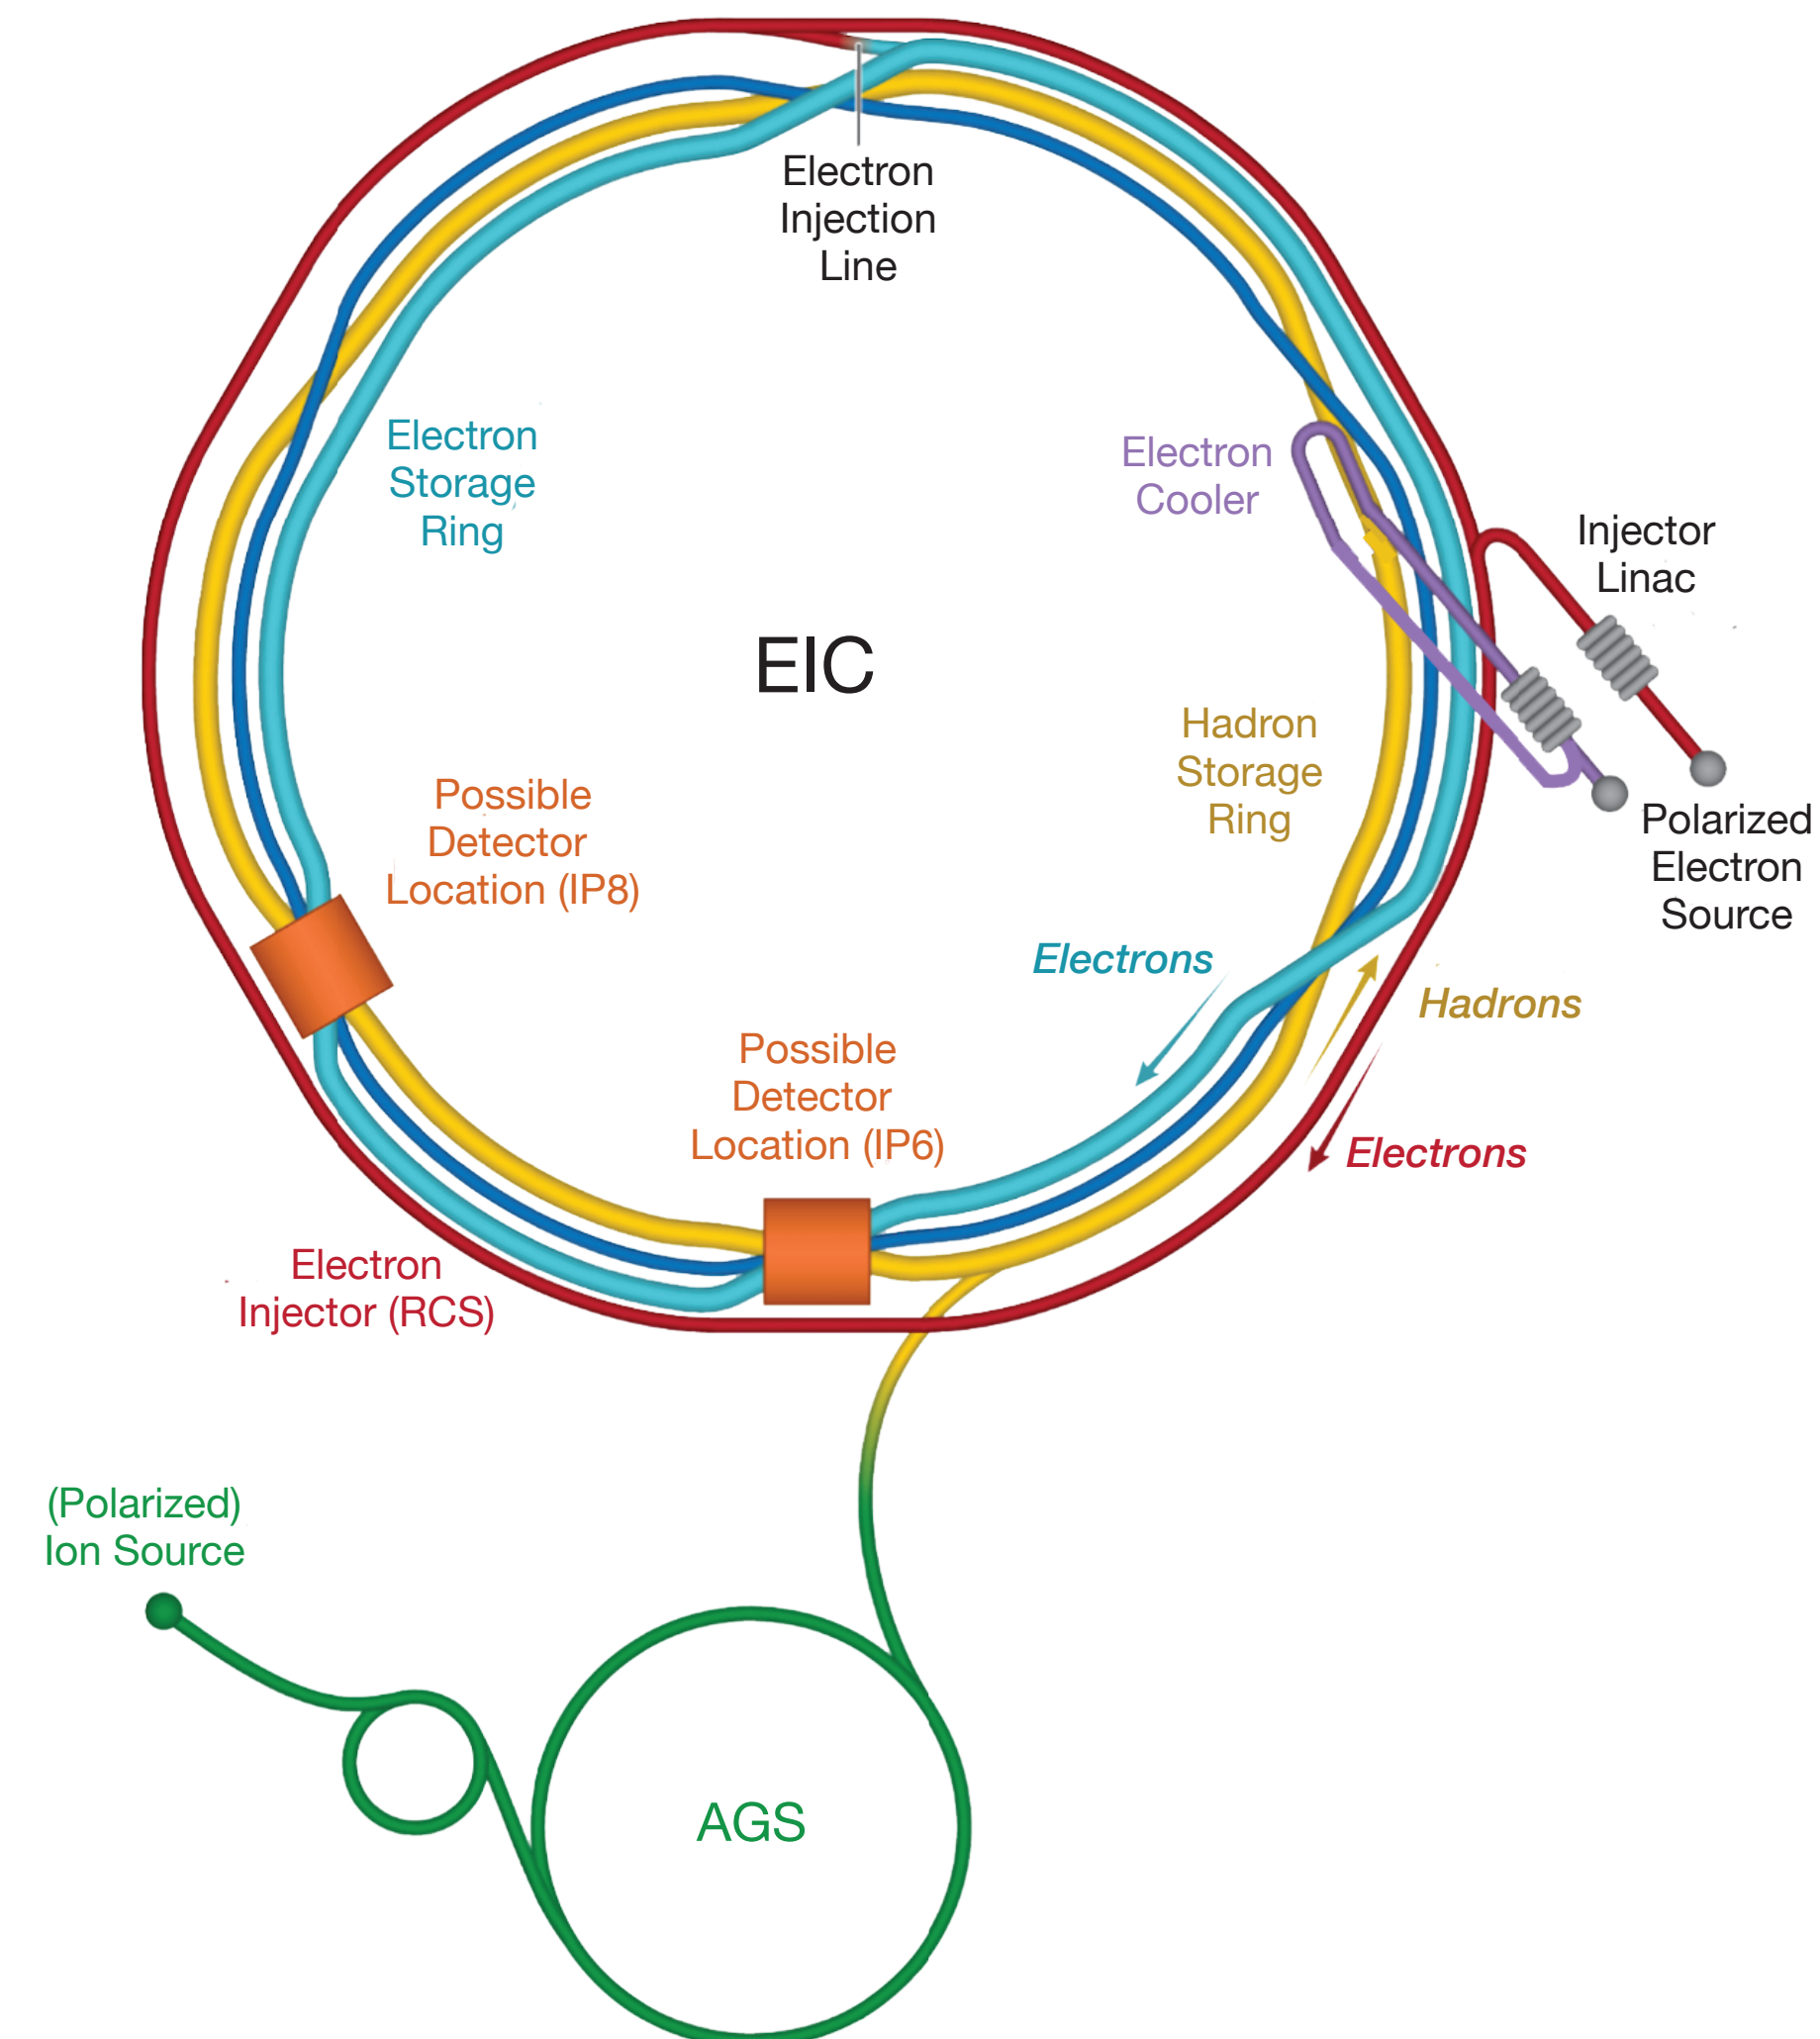 Electron
Injection
Line
Electron
Storage
Ring
Electron
Cooler
Injector
Linac
EIC
Hadron
Storage
Ring
Possible
Detector
Location (IP8)
Polarized
Electron
Source
Electrons
Hadrons
Possible
Detector
Location (IP6)
Electrons
Electron
Injector (RCS)
(Polarized)
Ion Source
AGS